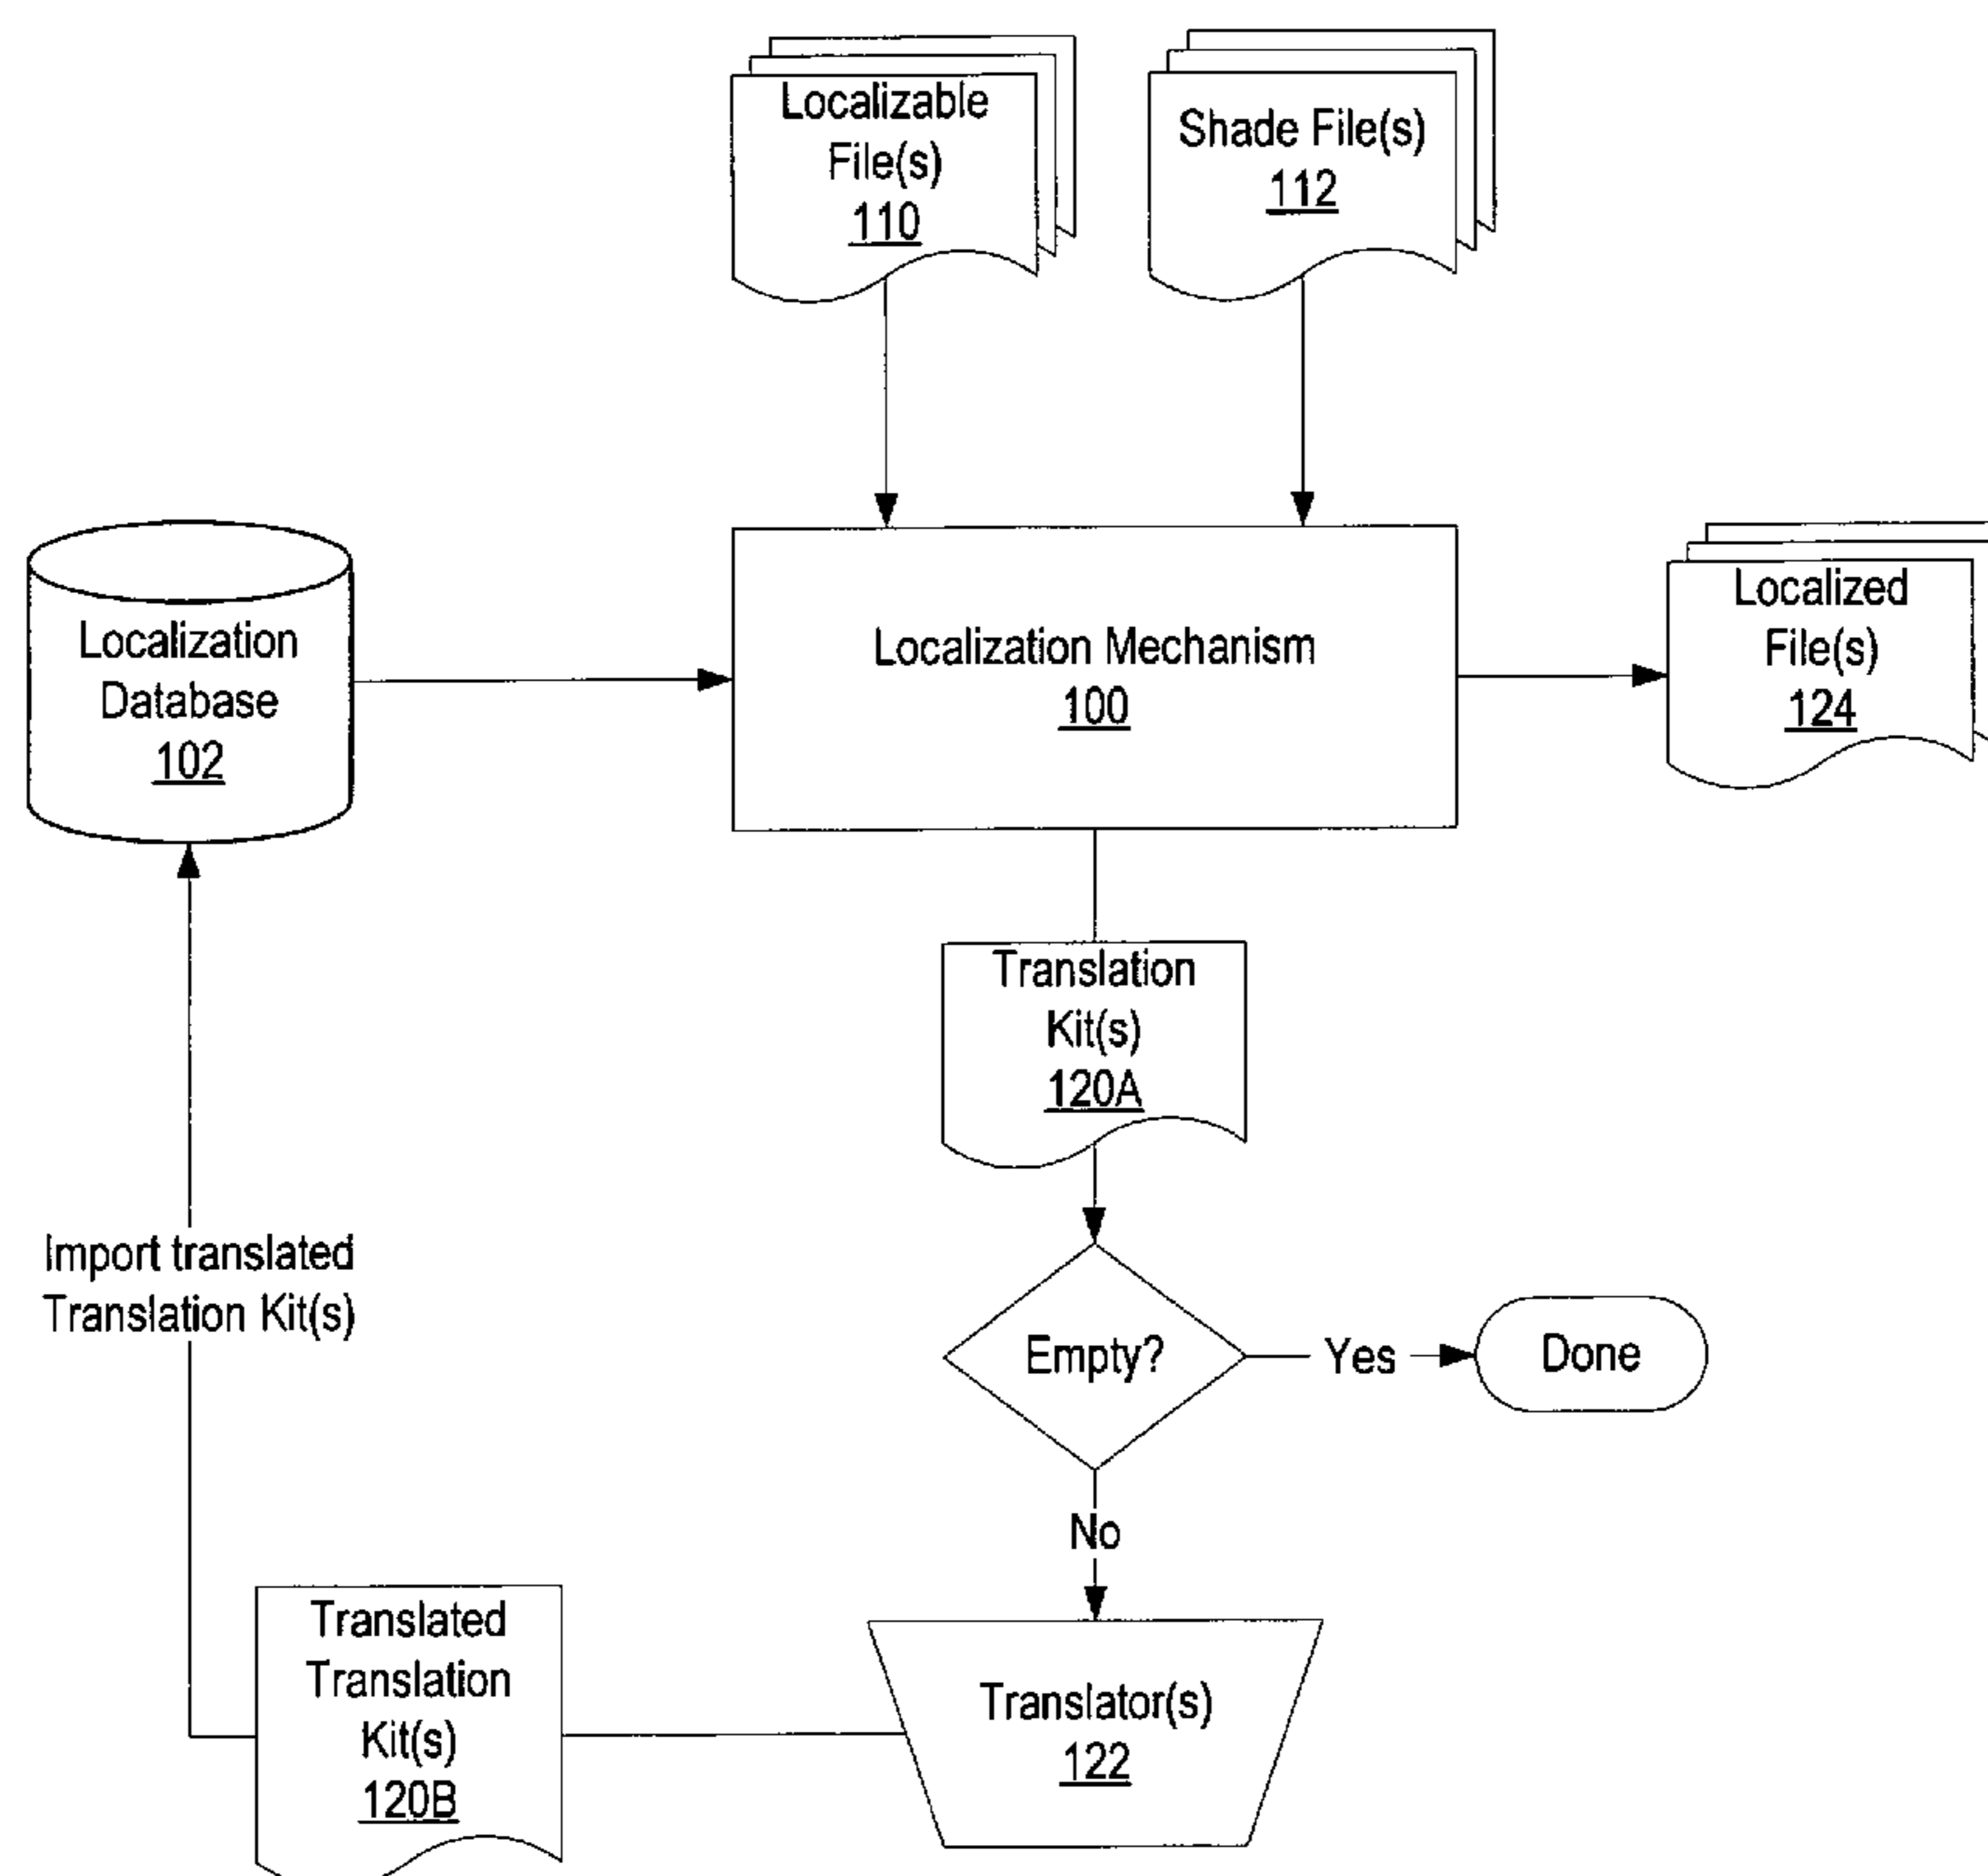 Localizable
File(s)
110
Shade File(s)
112
Localization
Database
102
Localization Mechanism
100
Localized
File(s)
124
Translation
Kit(s)
120A
Import translated
Translation Kit(s)
Empty?
Yes
Done
No
Translated
Translation
Kit(s)
120B
Translator(s)
122